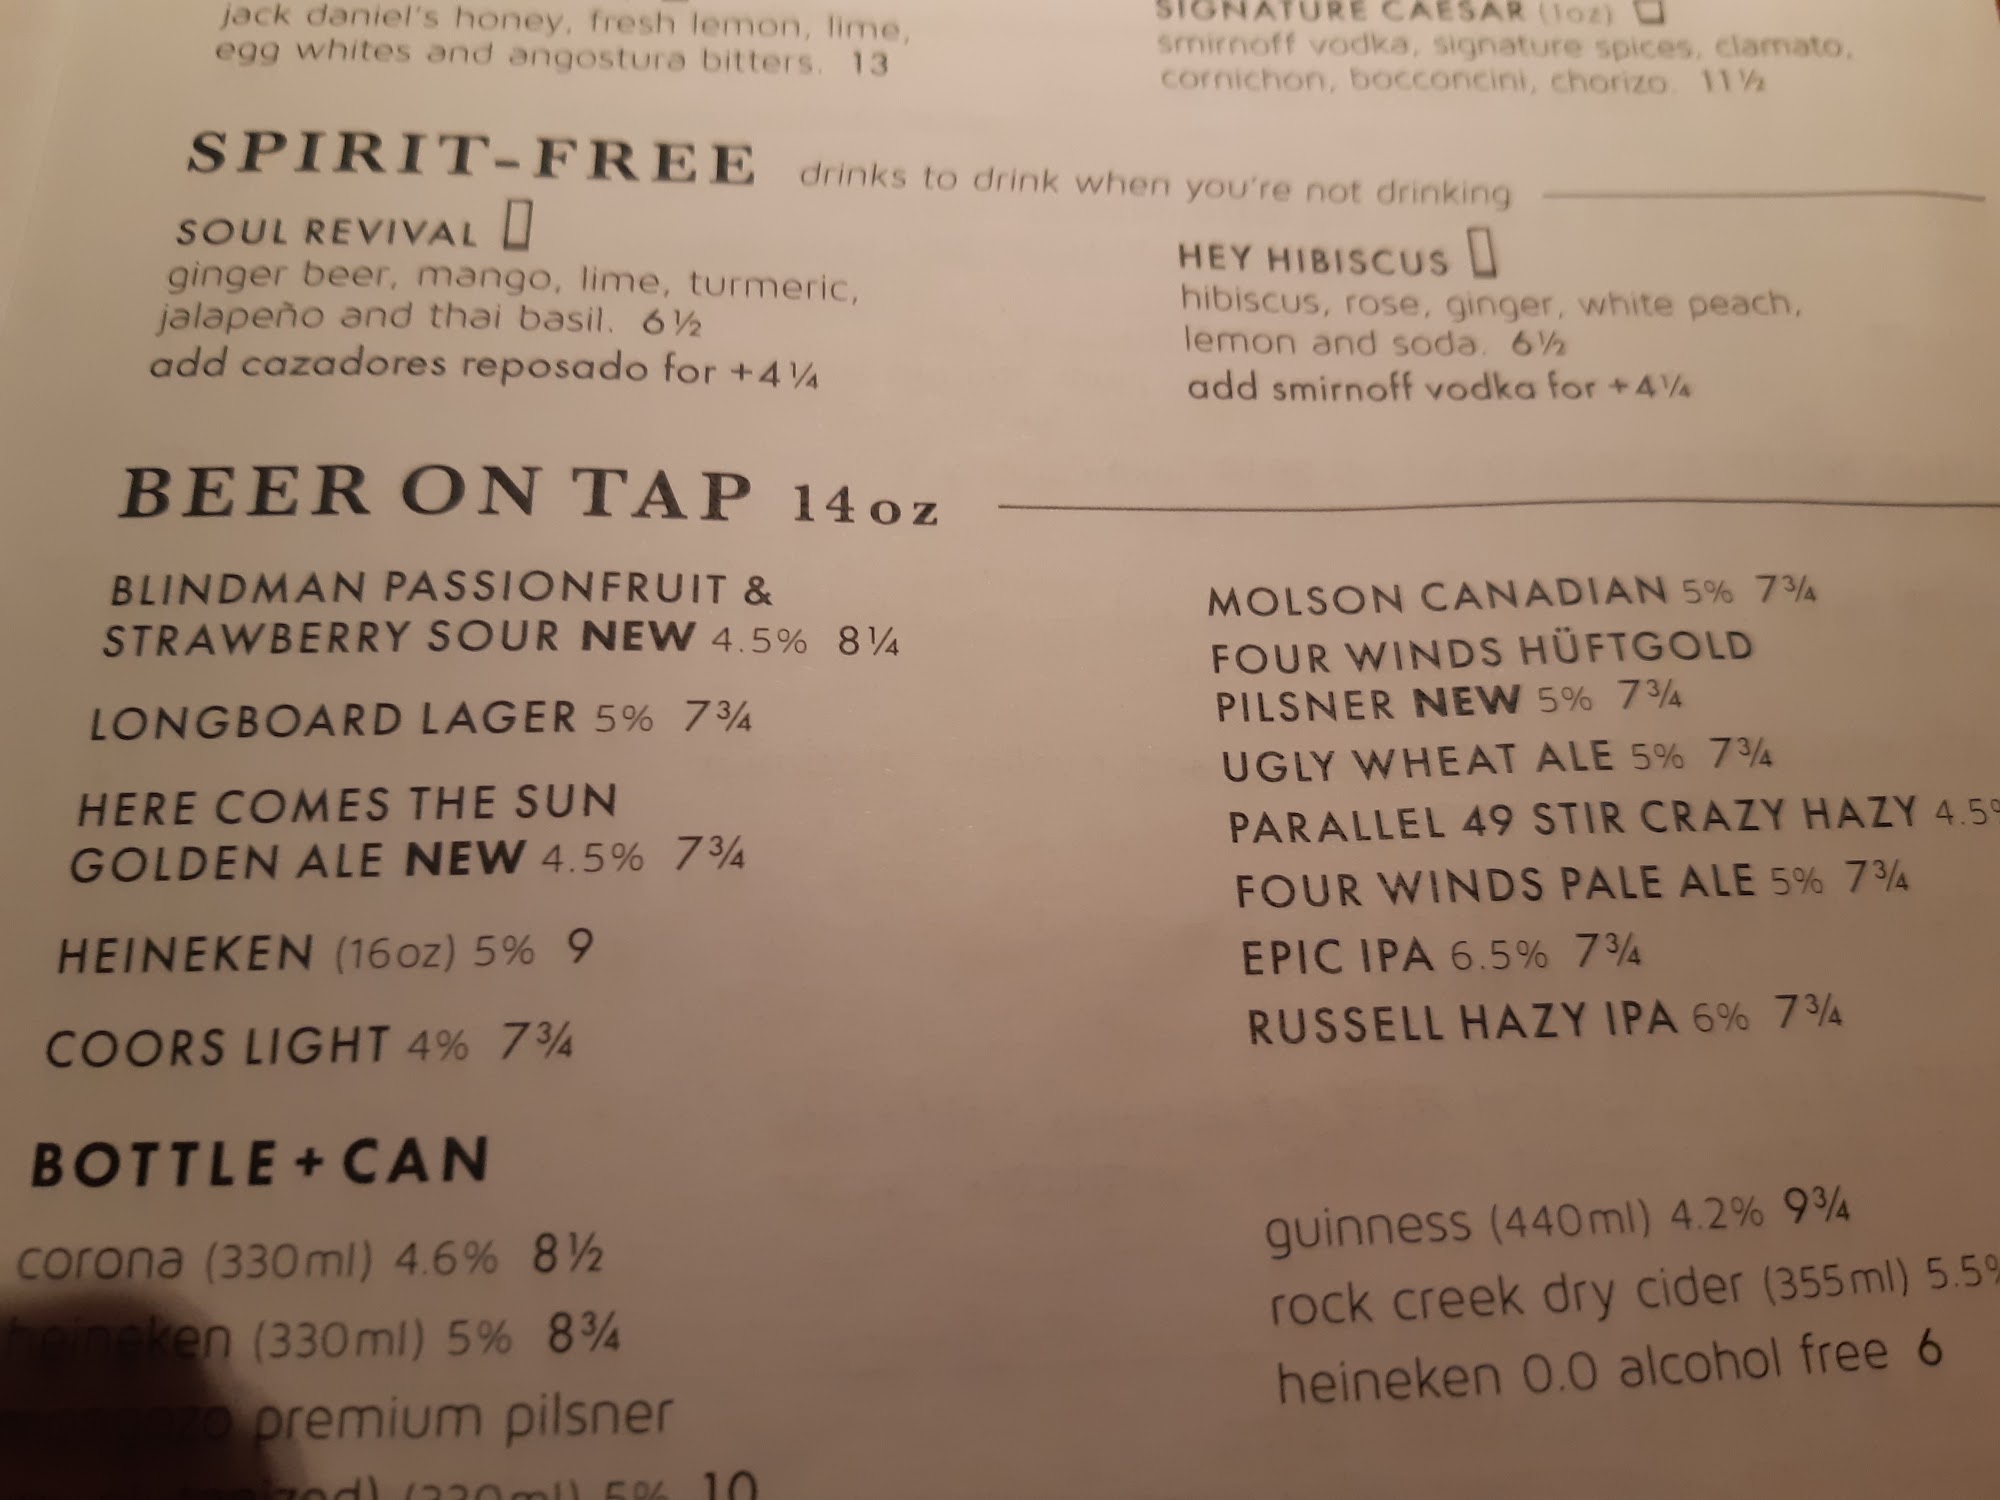 jack daniel's honey, fresh lemon, lime,
egg whites and angostura bitters. 13
SIGNATURE CAESAR (1oz)
smirnoff vodka, signature spices, clamato,
cornichon, bocconcini, chorizo. 11½
SPIRIT-FREE drinks to drink when you're not drinking
SOUL REVIVAL
ginger beer, mango, lime, turmeric,
jalapeño and thai basil. 6½
add cazadores reposado for +4¼
HEY HIBISCUS
hibiscus, rose, ginger, white peach,
lemon and soda. 6½
add smirnoff vodka for +4¼
BEER ON TAP 14oz
BLINDMAN PASSIONFRUIT &
STRAWBERRY SOUR NEW 4.5% 8¼
LONGBOARD LAGER 5% 7¾
HERE COMES THE SUN
GOLDEN ALE NEW 4.5% 7¾
HEINEKEN (16oz) 5% 9
COORS LIGHT 4% 7¾
MOLSON CANADIAN 5% 7¾
FOUR WINDS HÜFTGOLD
PILSNER NEW 5% 7¾
UGLY WHEAT ALE 5% 7¾
PARALLEL 49 STIR CRAZY HAZY 4.5%
FOUR WINDS PALE ALE 5% 7¾
EPIC IPA 6.5% 7¾
RUSSELL HAZY IPA 6% 7¾
BOTTLE + CAN
corona (330ml) 4.6% 8½
heineken (330ml) 5% 8¾
premium pilsner
(330ml) 5% 10
guinness (440ml) 4.2% 9¾
rock creek dry cider (355ml) 5.5%
heineken 0.0 alcohol free 6